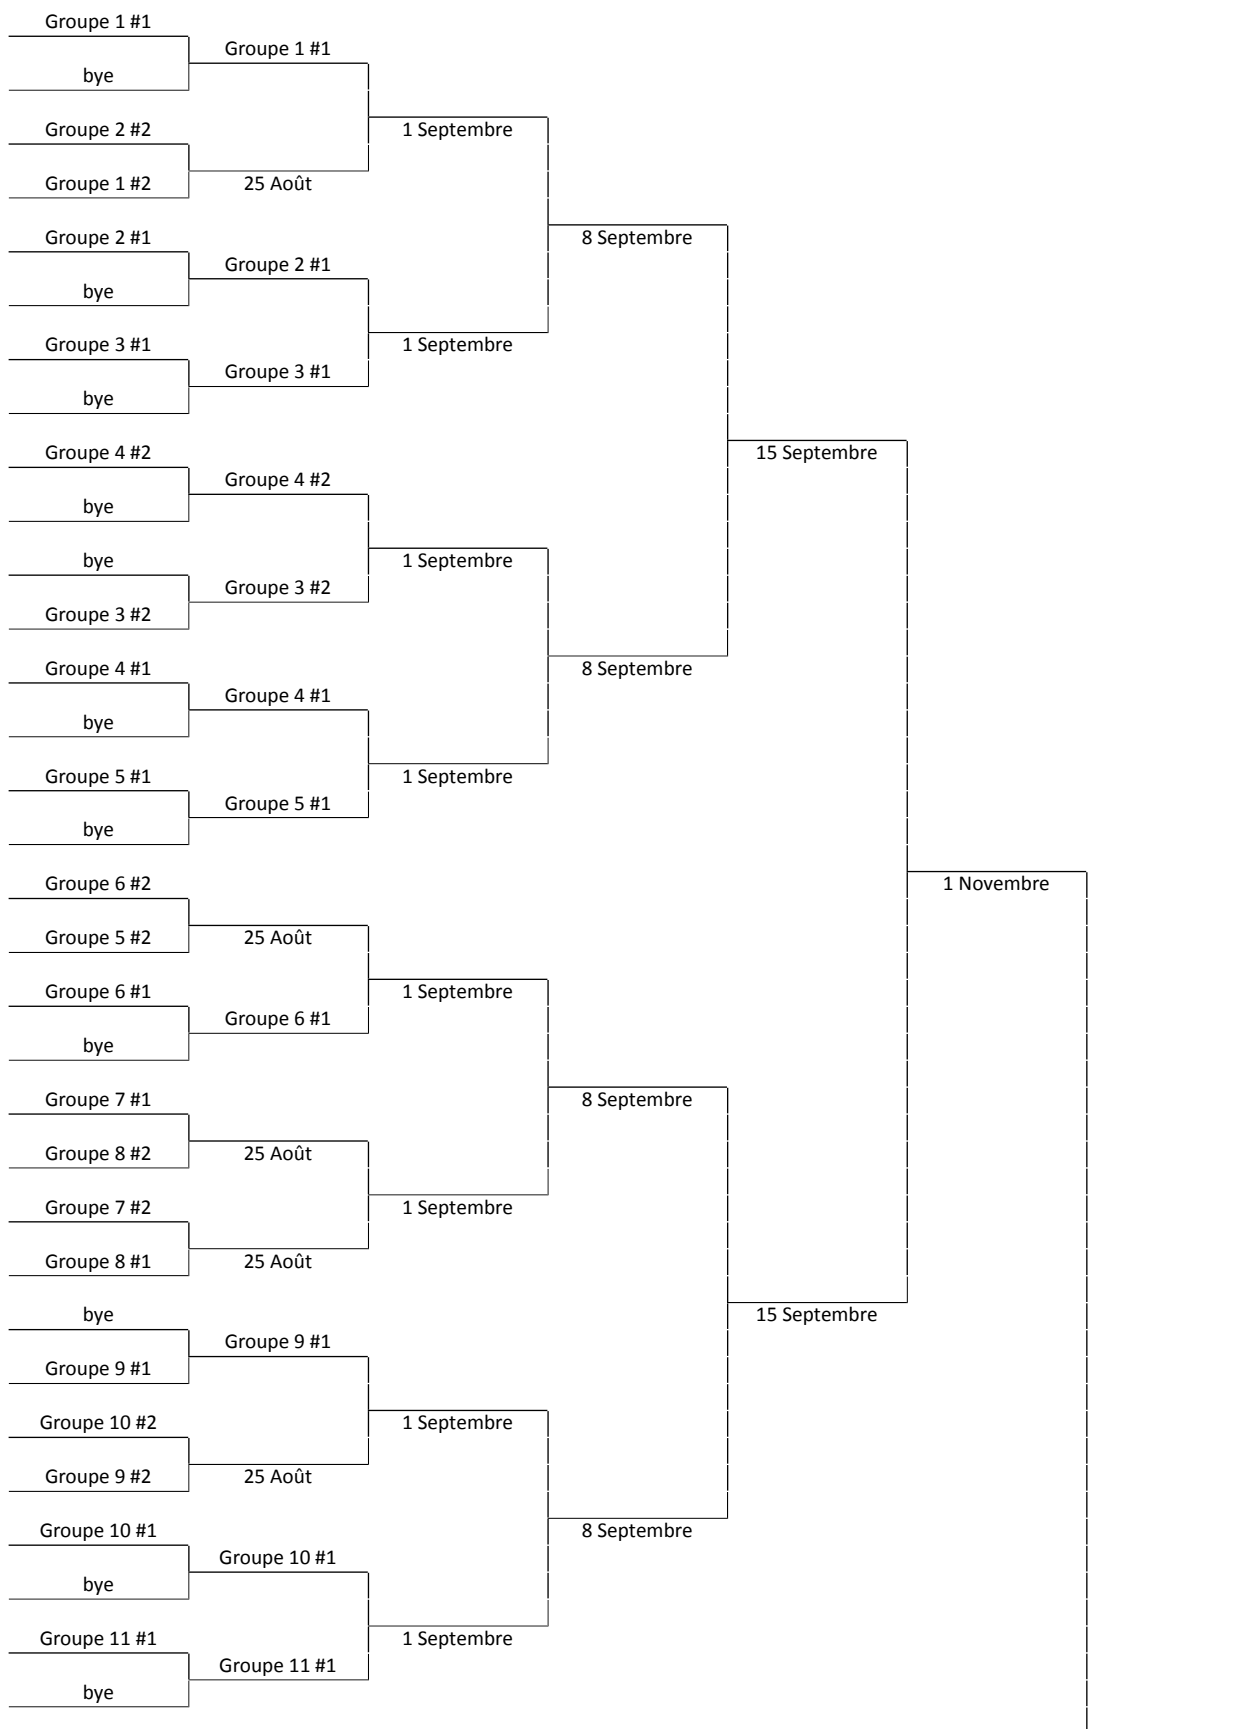 Groupe 1 #1
Groupe 1 #1
bye
Groupe 2 #2
1 Septembre
Groupe 1 #2
25 Août
Groupe 2 #1
8 Septembre
Groupe 2 #1
bye
Groupe 3 #1
1 Septembre
Groupe 3 #1
bye
Groupe 4 #2
15 Septembre
Groupe 4 #2
bye
bye
1 Septembre
Groupe 3 #2
Groupe 3 #2
Groupe 4 #1
8 Septembre
Groupe 4 #1
bye
Groupe 5 #1
1 Septembre
Groupe 5 #1
bye
Groupe 6 #2
1 Novembre
Groupe 5 #2
25 Août
Groupe 6 #1
1 Septembre
Groupe 6 #1
bye
Groupe 7 #1
8 Septembre
Groupe 8 #2
25 Août
Groupe 7 #2
1 Septembre
Groupe 8 #1
25 Août
bye
15 Septembre
Groupe 9 #1
Groupe 9 #1
Groupe 10 #2
1 Septembre
Groupe 9 #2
25 Août
Groupe 10 #1
8 Septembre
Groupe 10 #1
bye
Groupe 11 #1
1 Septembre
Groupe 11 #1
bye